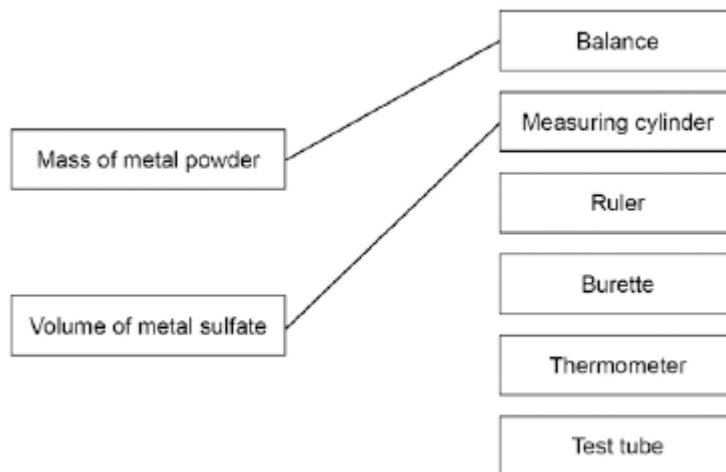 Balance
Mass of metal powder
Measuring cylinder
Ruler
Volume of metal sulfate
Burette
Thermometer
Test tube